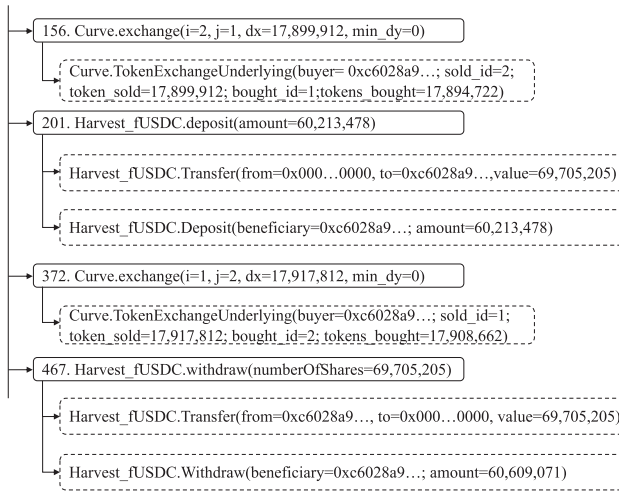 156. Curve.exchange(i=2, j=1, dx=17,899,912, min_dy=0)
Curve.TokenExchangeUnderlying(buyer= 0xc6028a9…; sold_id=2;
token_sold=17,899,912; bought_id=1;tokens_bought=17,894,722)
201. Harvest_fUSDC.deposit(amount=60,213,478)
Harvest_fUSDC.Transfer(from=0x000…0000, to=0xc6028a9…,value=69,705,205)
Harvest_fUSDC.Deposit(beneficiary=0xc6028a9…; amount=60,213,478)
372. Curve.exchange(i=1, j=2, dx=17,917,812, min_dy=0)
Curve.TokenExchangeUnderlying(buyer=0xc6028a9…; sold_id=1;
token_sold=17,917,812; bought_id=2; tokens_bought=17,908,662)
467. Harvest_fUSDC.withdraw(numberOfShares=69,705,205)
Harvest_fUSDC.Transfer(from=0xc6028a9…, to=0x000…0000, value=69,705,205)
Harvest_fUSDC.Withdraw(beneficiary=0xc6028a9…; amount=60,609,071)